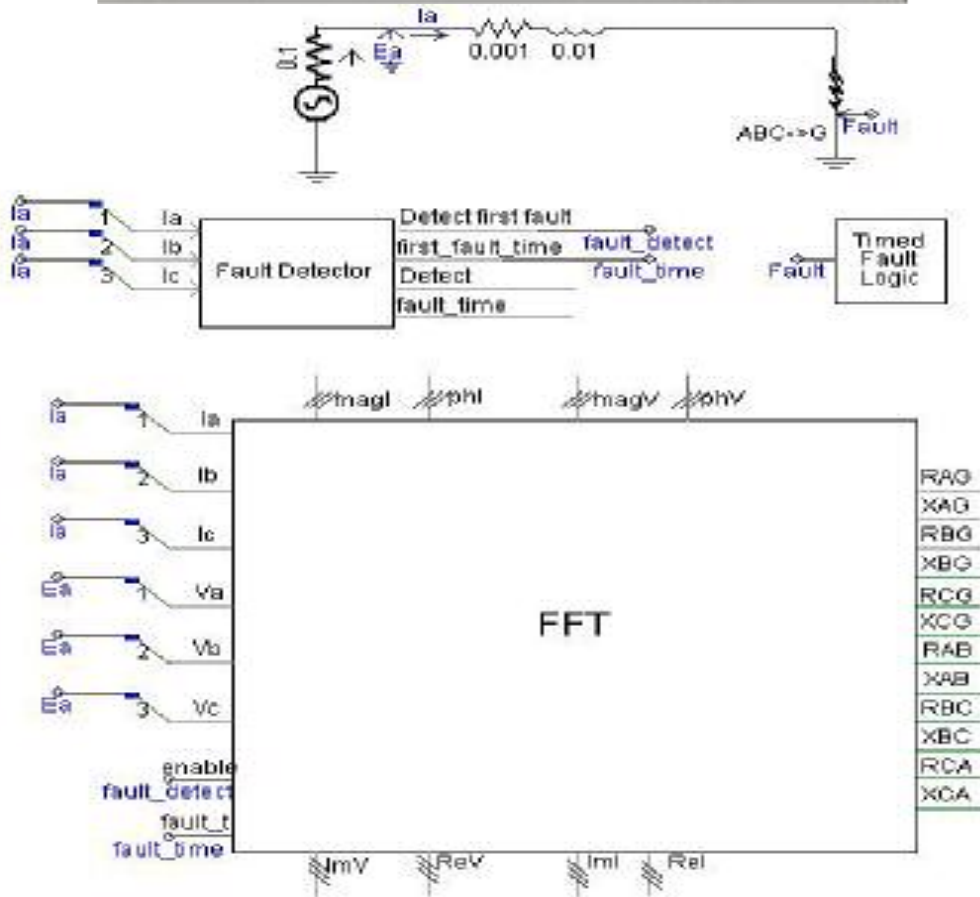 Ia
0.1
Ea
0.001 0.01
ABC->G
Fault
Ia 1 Ia
Ia 2 Ib
Ia 3 Ic
Fault Detector
Detect first fault
first_fault_time
Detect
fault_time
fault_detect
fault_time
Fault
Timed
Fault
Logic
magI phI magV phV
Ia 1 Ia
Ia 2 Ib
Ia 3 Ic
Ea 1 Va
Ea 2 Vb
Ea 3 Vc
enable
fault_detect
fault_t
fault_time
FFT
RAG
XAG
RBG
XBG
RCG
XCG
RAB
XAB
RBC
XBC
RCA
XCA
ImV ReV ImI ReI